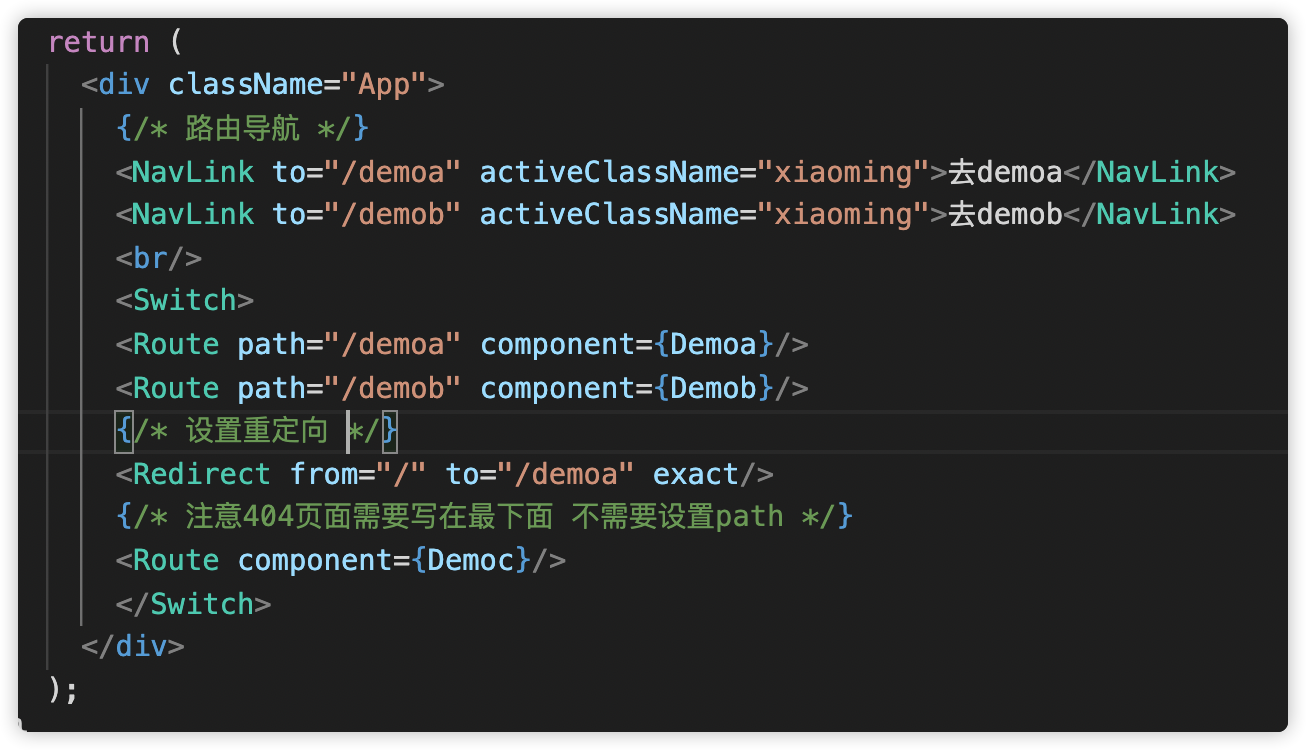 return (
<div className="App">
{/* 路由导航 */}
<NavLink to="/demoa" activeClassName="xiaoming">去demoa</NavLink>
<NavLink to="/demob" activeClassName="xiaoming">去demob</NavLink>
<br/>
<Switch>
<Route path="/demoa" component={Demoa}/>
<Route path="/demob" component={Demob}/>
{/* 设置重定向 */}
<Redirect from="/" to="/demoa" exact/>
{/* 注意404页面需要写在最下面 不需要设置path */}
<Route component={Democ}/>
</Switch>
</div>
);